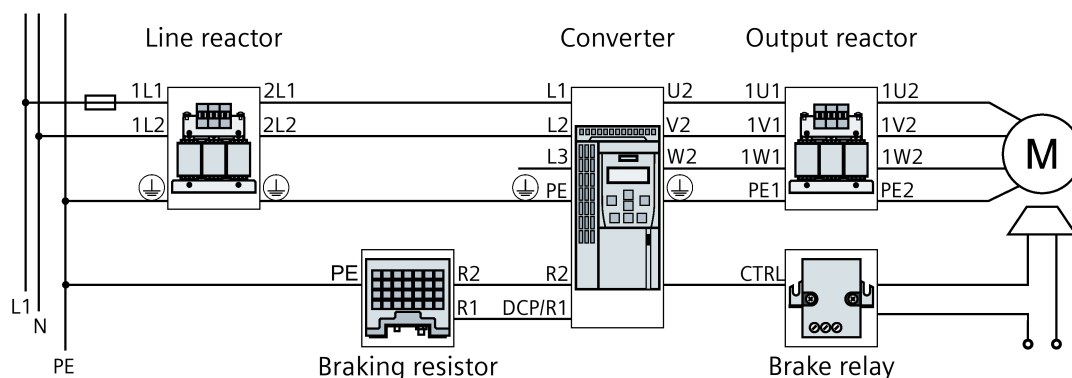 Line reactor Converter Output reactor
1L1 2L1 L1 U2 1U1 1U2
1L2 2L2 L2 V2 1V1 1V2
L3 W2 1W1 1W2
M
PE PE1 PE2
PE R2 R2 CTRL
R1 DCP/R1
L1
N
PE
Braking resistor Brake relay